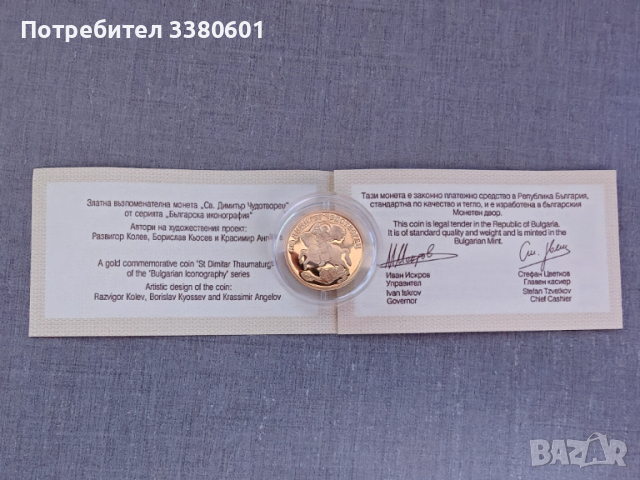 Потребител 3380601
Златна възпоменателна монета „Св. Димитър Чудотворец“
от серията „Българска иконография“
Автори на художествения проект:
Развигор Колев, Борислав Кьосев и Красимир
A gold commemorative coin "St Dimitar
of the "Bulgarian Iconography" series
Artistic design of the coin:
Razvigor Kolev, Borislav Kyossev and Krassimir Angelov
Тази монета е законно платежно средство в Република България,
стандартна по качество и тегло, и е изработена в българския
Монетен двор.
This coin is legal tender in the Republic of Bulgaria.
It is of standard quality and weight and is minted in the
Bulgarian Mint.
Иван Искров
Управител
Ivan Iskrov
Governor
Стефан Цветков
Главен касиер
Stefan Tzvetkov
Chief Cashier
BAZAR